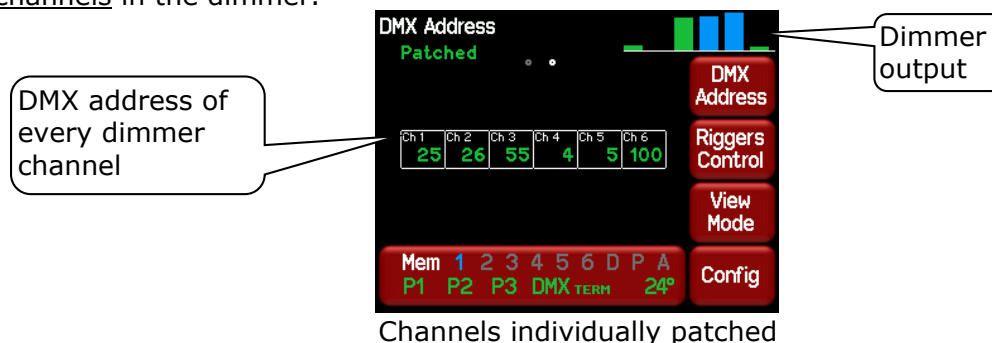 channels in the dimmer.
DMX Address
Patched
Dimmer
output
DMX
Address
DMX address of
every dimmer
channel
Ch 1 Ch 2 Ch 3 Ch 4 Ch 5 Ch 6
25 26 55 4 5 100
Riggers
Control
View
Mode
Mem 1 2 3 4 5 6 D P A
P1 P2 P3 DMX TERM 24°
Config
Channels individually patched